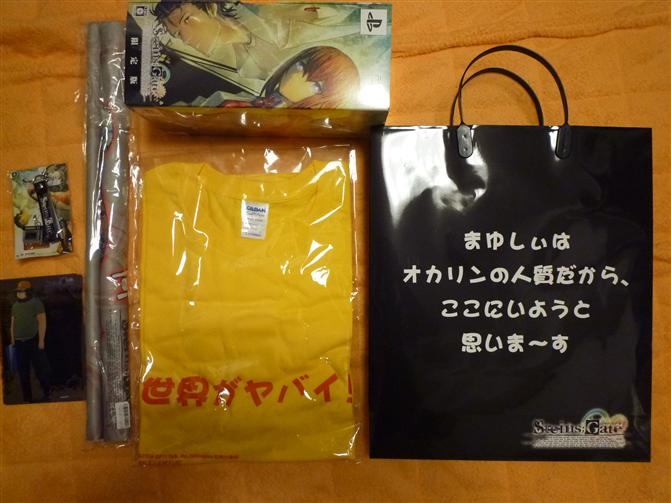 Steins;Gate
限定版
GILDAN
まゆしぃは
オカリンの人質だから、
ここにいようと
思いま～す
世界がヤバイ!
Steins;Gate